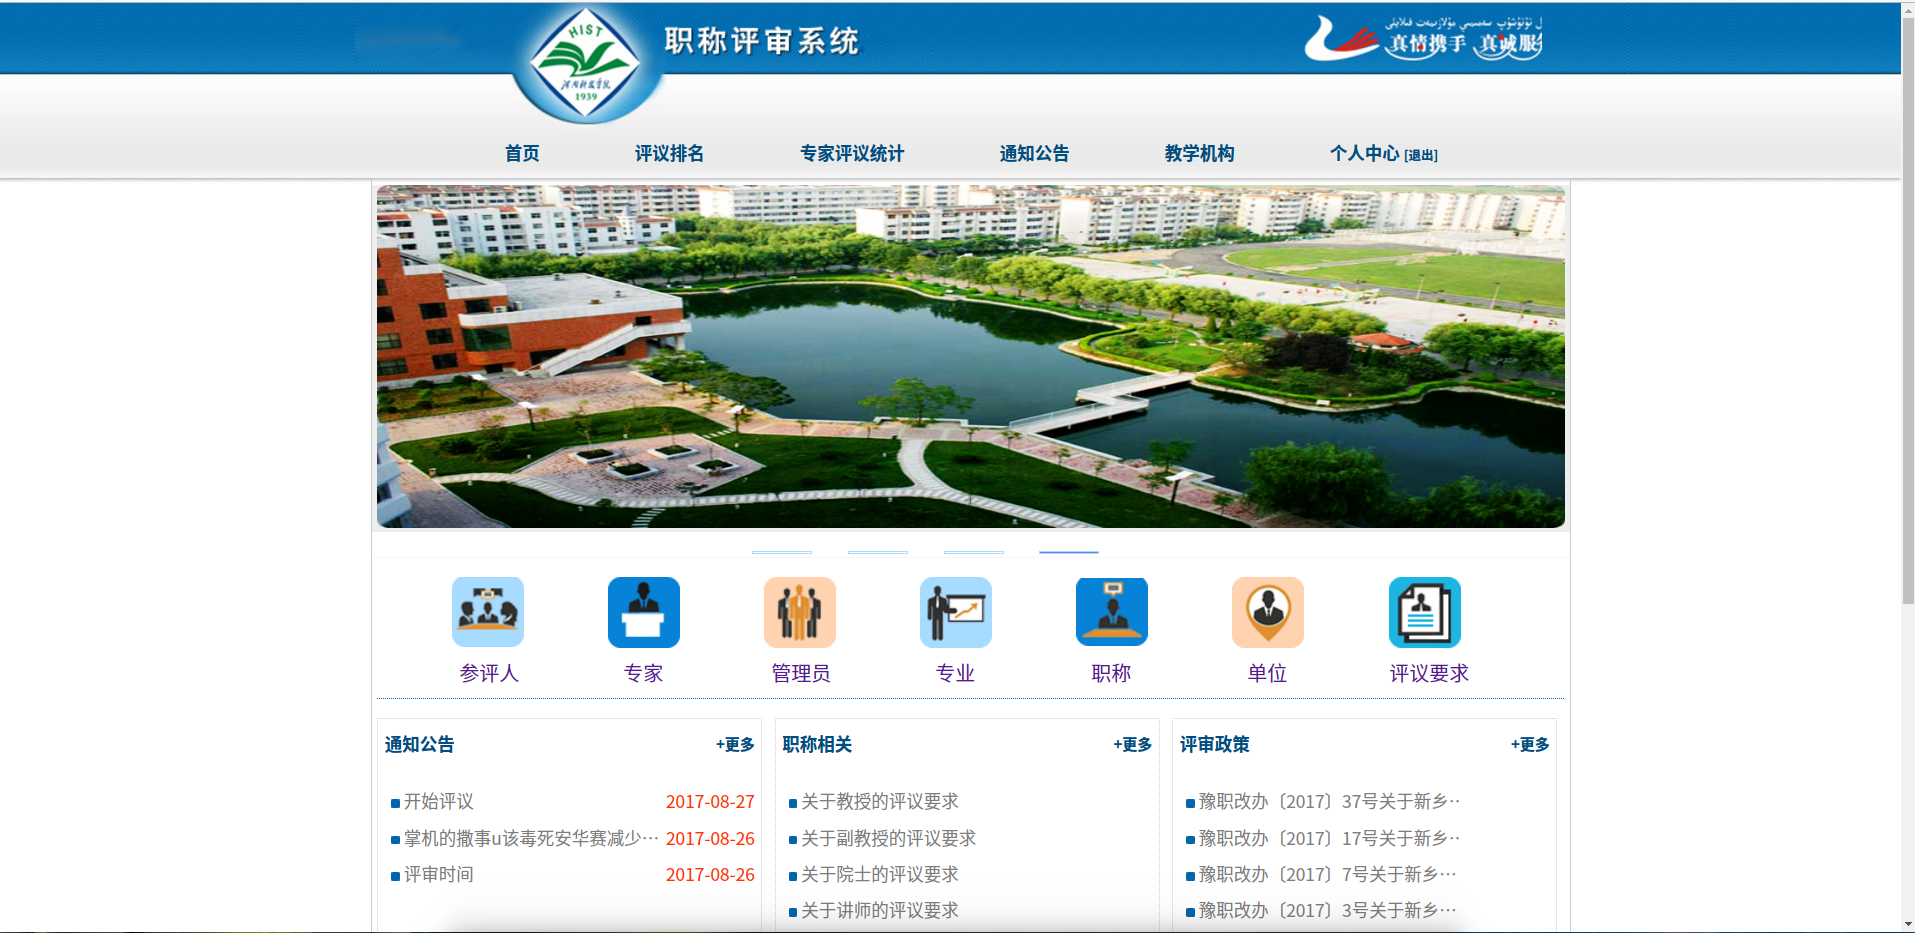 HIST
1939
职称评审系统
真情携手 真诚服
首页 评议排名 专家评议统计 通知公告 教学机构 个人中心 [退出]
参评人 专家 管理员 专业 职称 单位 评议要求
通知公告 +更多
开始评议 2017-08-27
掌机的撒事u该毒死安华赛减少··· 2017-08-26
评审时间 2017-08-26
职称相关 +更多
关于教授的评议要求
关于副教授的评议要求
关于院士的评议要求
关于讲师的评议要求
评审政策 +更多
豫职改办〔2017〕37号关于新乡··
豫职改办〔2017〕17号关于新乡··
豫职改办〔2017〕7号关于新乡···
豫职改办〔2017〕3号关于新乡···